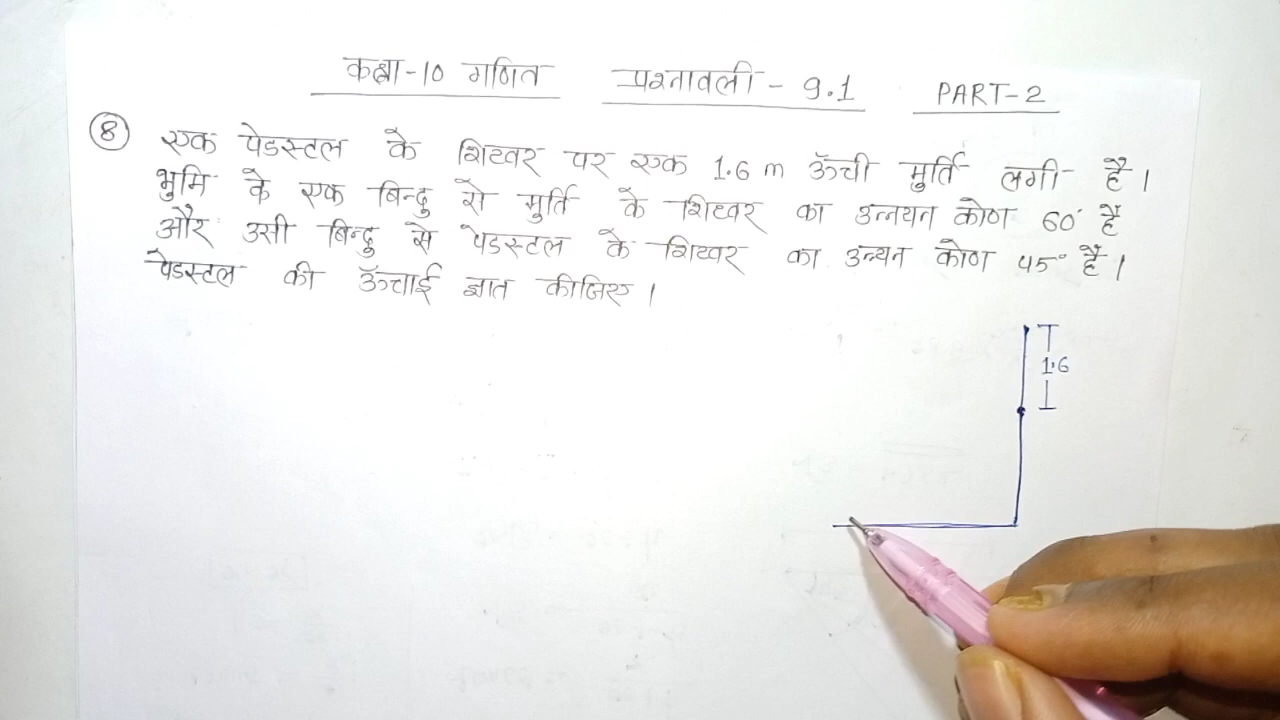 कक्षा-10 गणित प्रश्नावली - 9.1 PART-2
8 एक पेडस्टल के शिखर पर एक 1.6 m ऊँची मुर्ति लगी है।
भुमि के एक बिन्दु से मुर्ति के शिखर का उन्नयन कोण 60° है
और उसी बिन्दु से पेडस्टल के शिखर का उन्यन कोण 45° है।
पेडस्टल की ऊँचाई ज्ञात कीजिए।
1.6